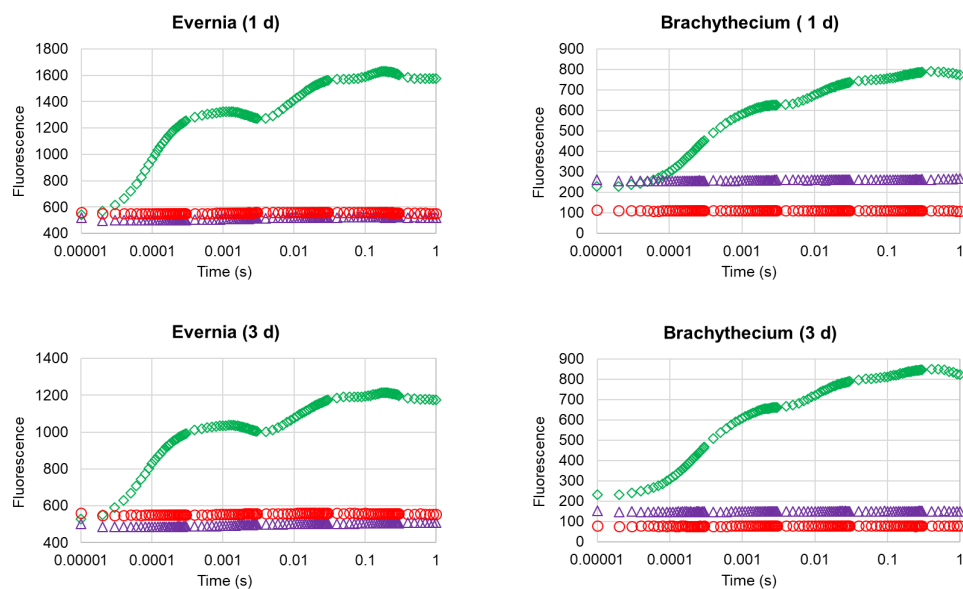 Evernia (1 d)
1800
1600
1400
1200
1000
800
600
400
0.00001 0.0001 0.001 0.01 0.1 1
Fluorescence
Time (s)
Brachythecium ( 1 d)
900
800
700
600
500
400
300
200
100
0
0.00001 0.0001 0.001 0.01 0.1 1
Fluorescence
Time (s)
Evernia (3 d)
1400
1200
1000
800
600
400
0.00001 0.0001 0.001 0.01 0.1 1
Fluorescence
Time (s)
Brachythecium (3 d)
900
800
700
600
500
400
300
200
100
0
0.00001 0.0001 0.001 0.01 0.1 1
Fluorescence
Time (s)